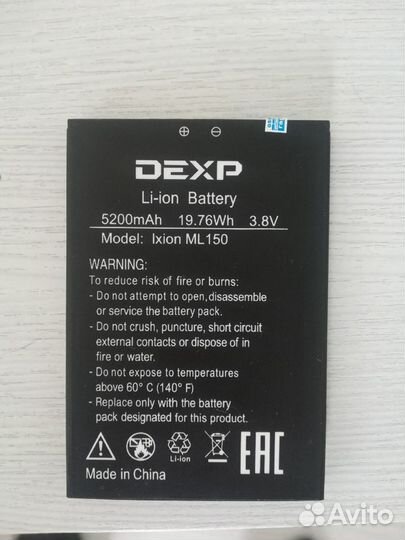 DEXP
Li-ion Battery
5200mAh 19.76Wh 3.8V
Model: Ixion ML150
WARNING:
To reduce risk of fire or burns:
- Do not attempt to open,disassemble
or service the battery pack.
- Do not crush, puncture, short circuit
external contacts or dispose of in
fire or water.
- Do not expose to temperatures
above 60° C (140° F)
- Replace only with the battery
pack designated for this product.
Li-ion
EAC
Made in China
Avito